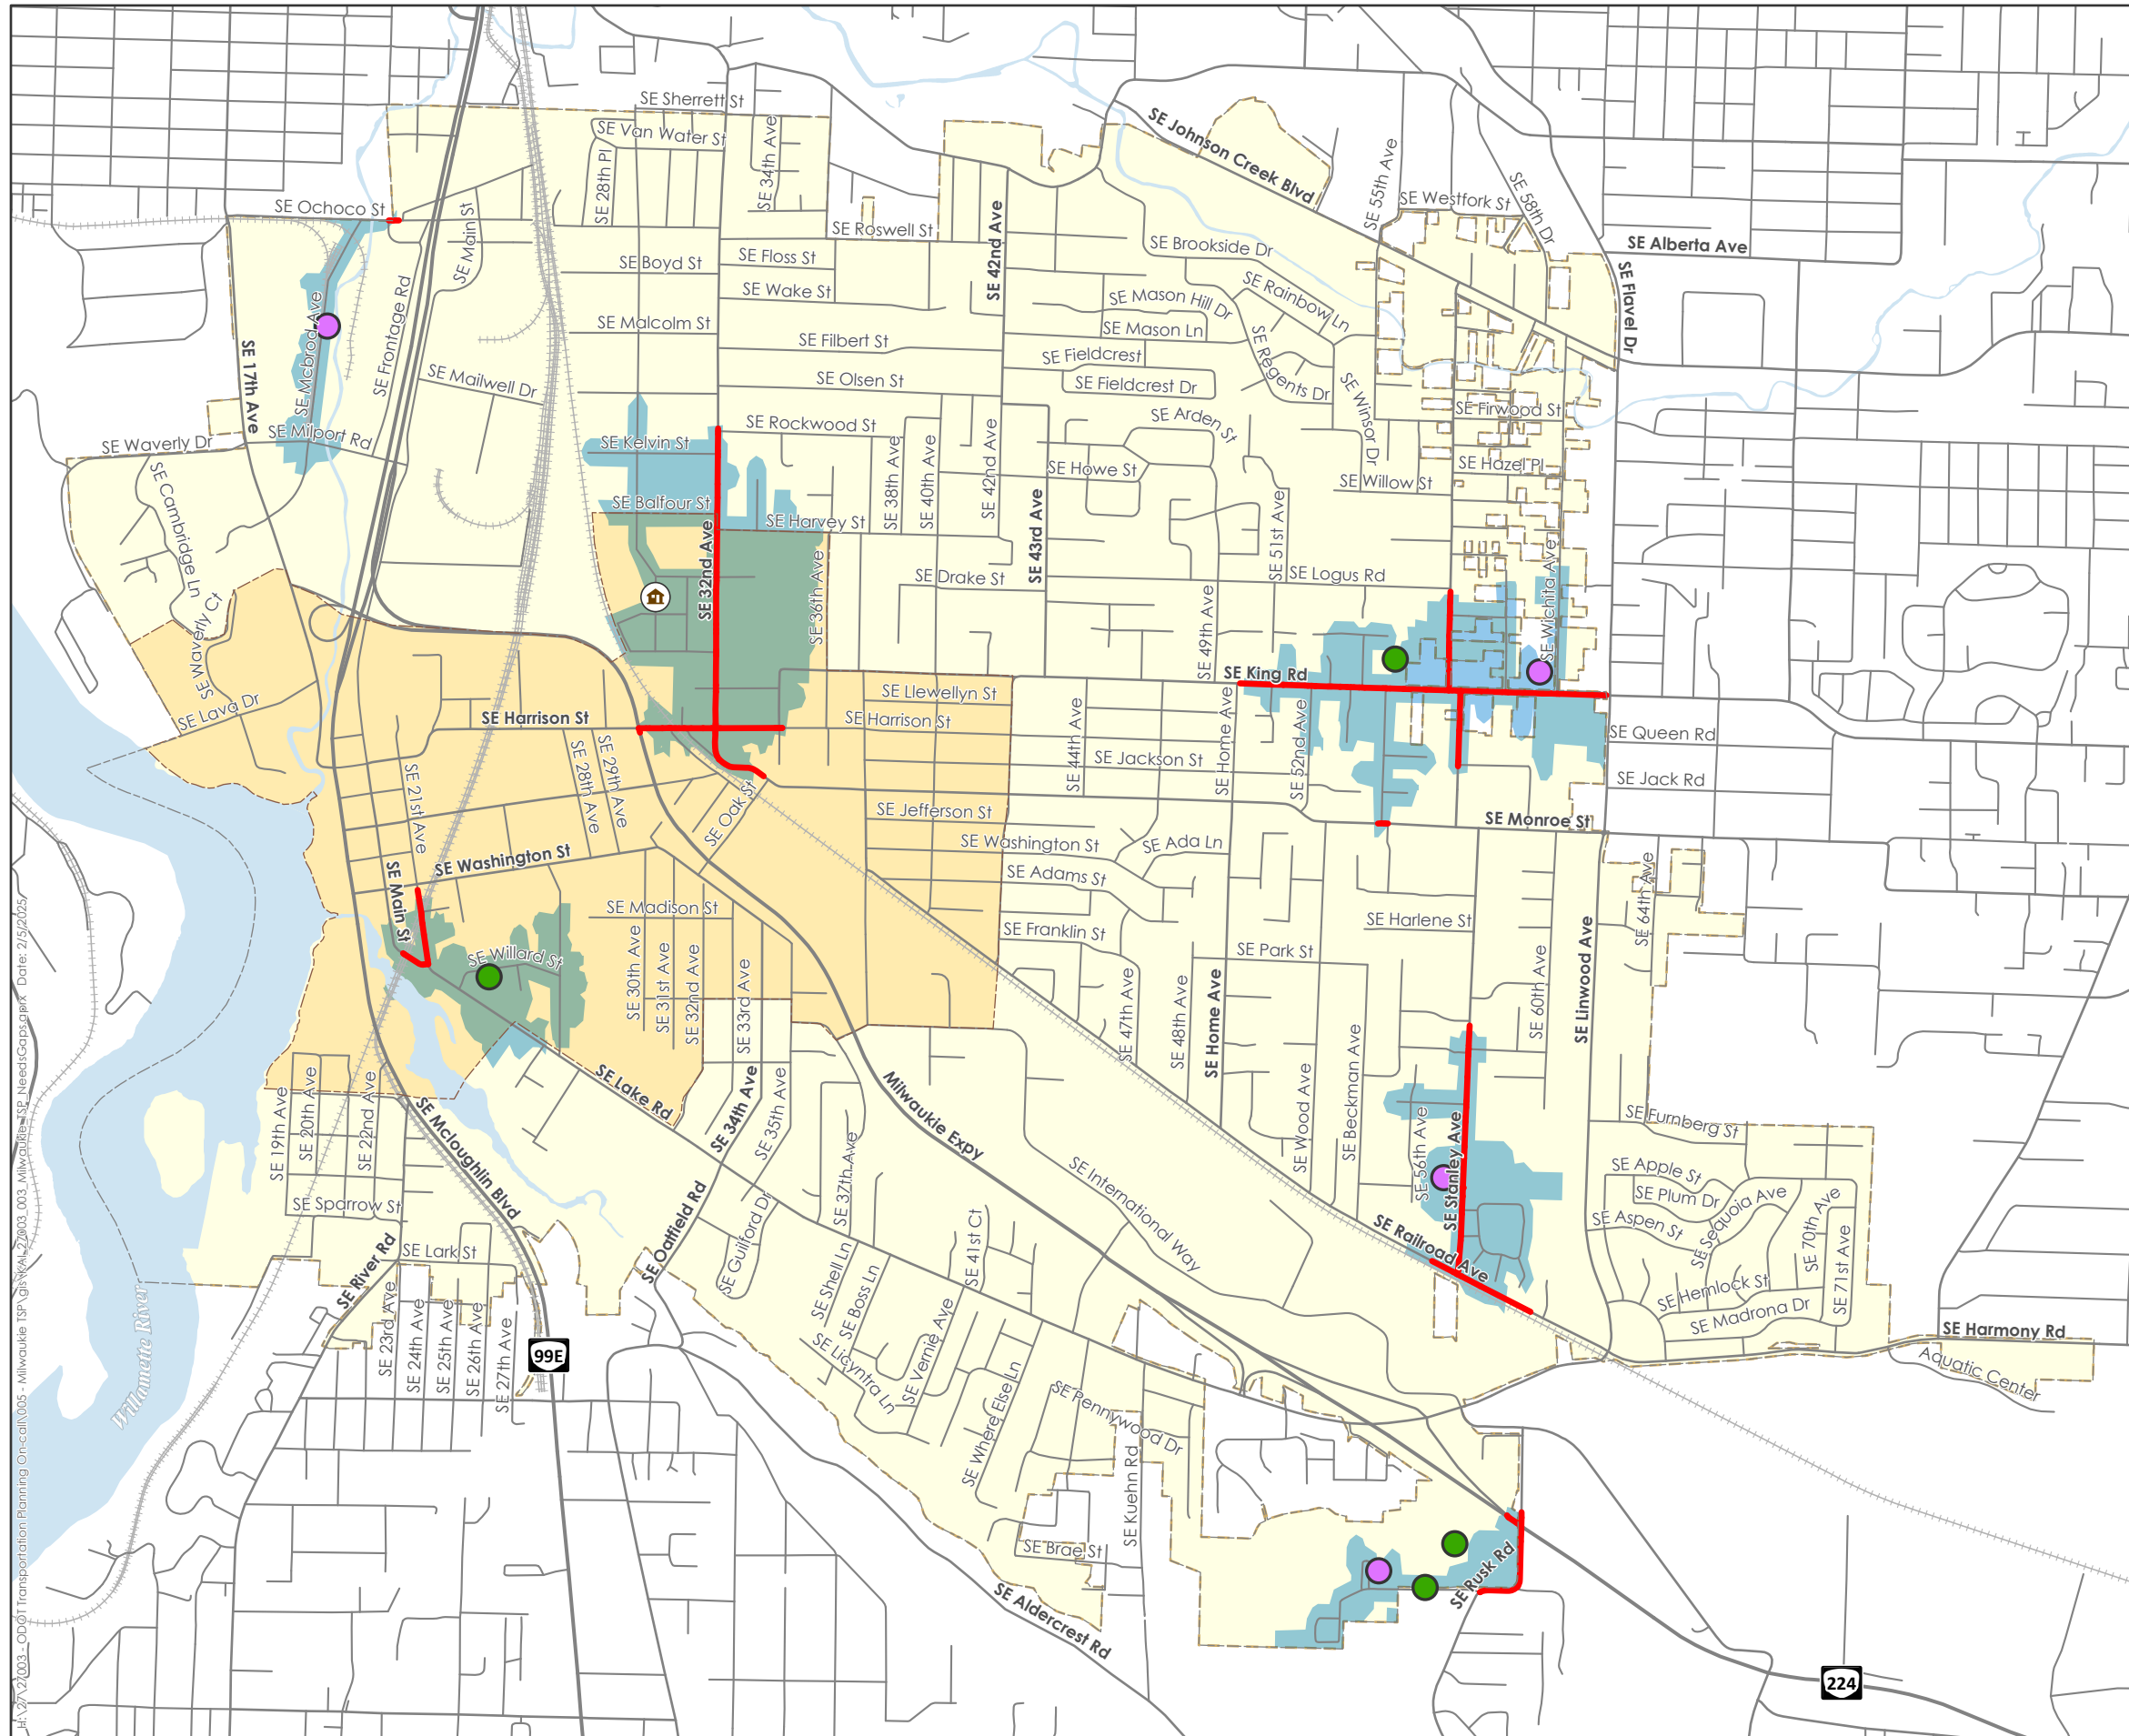 SE Sherrett St
SE Van Water St
SE 34th Ave
SE 28th Pl
SE Johnson Creek Blvd
SE 55th Ave
SE Westfork St
SE 58th Dr
SE Ochoco St
SE Main St
SE Roswell St
SE 42nd Ave
SE Brookside Dr
SE Alberta Ave
SE Flavel Dr
SE Boyd St
SE Floss St
SE Wake St
SE Mason Hill Dr
SE Rainbow Ln
SE Mcbrod Ave
SE Frontage Rd
SE Malcolm St
SE Filbert St
SE Mason Ln
SE Fieldcrest
SE Regents Dr
SE 17th Ave
SE Mailwell Dr
SE Olsen St
SE Fieldcrest Dr
SE Winsor Dr
SE Firwood St
SE Milport Rd
SE Waverly Dr
SE Rockwood St
SE Arden St
SE Kelvin St
SE 38th Ave
SE 40th Ave
SE 42nd Ave
SE Howe St
SE Hazel Pl
SE Willow St
SE Cambridge Ln
SE Balfour St
SE Harvey St
SE 43rd Ave
SE 51st Ave
SE 32nd Ave
SE 36th Ave
SE Drake St
SE Logus Rd
SE Wichita Ave
SE Waverly Ct
SE 49th Ave
SE King Rd
SE Lava Dr
SE Llewellyn St
SE Harrison St
SE Harrison St
SE 44th Ave
SE Home Ave
SE 52nd Ave
SE Queen Rd
SE 21st Ave
SE 28th Ave
SE 29th Ave
SE Jackson St
SE Jack Rd
SE Oak St
SE Jefferson St
SE Monroe St
SE Washington St
SE Washington St
SE Ada Ln
SE Main St
SE Adams St
SE 64th Ave
SE Madison St
SE Harlene St
SE Franklin St
SE Park St
SE Willard St
SE 30th Ave
SE 31st Ave
SE 32nd Ave
SE 33rd Ave
SE 47th Ave
SE 48th Ave
SE Home Ave
SE 60th Ave
SE Linwood Ave
SE 19th Ave
SE 20th Ave
SE 22nd Ave
SE Mcloughlin Blvd
SE Lake Rd
SE 34th Ave
SE 35th Ave
Milwaukie Expy
SE Wood Ave
SE Beckman Ave
SE 56th Ave
SE Stanley Ave
SE Furnberg St
SE Apple St
SE Plum Dr
SE Sequoia Ave
SE Aspen St
SE 70th Ave
SE 71st Ave
SE Sparrow St
SE Guilford Dr
SE 37th Ave
SE International Way
SE Railroad Ave
SE Lark St
SE River Rd
SE Oatfield Rd
SE Shell Ln
SE Boss Ln
SE 41st Ct
SE Hemlock St
SE Madrona Dr
SE Harmony Rd
Aquatic Center
SE 23rd Ave
SE 24th Ave
SE 25th Ave
SE 26th Ave
SE 27th Ave
99E
SE Licyntra Ln
SE Vernie Ave
SE Where Else Ln
SE Pennywood Dr
Willamette River
SE Kuehn Rd
SE Brae St
SE Rusk Rd
SE Aldercrest Rd
224
H:\27\27003 - ODOT Transportation Planning On-call\005 - Milwaukie TSP\gis\KAI_27003_003_Milwaukie_TSP_NeedsGaps.aprx Date: 2/5/2025